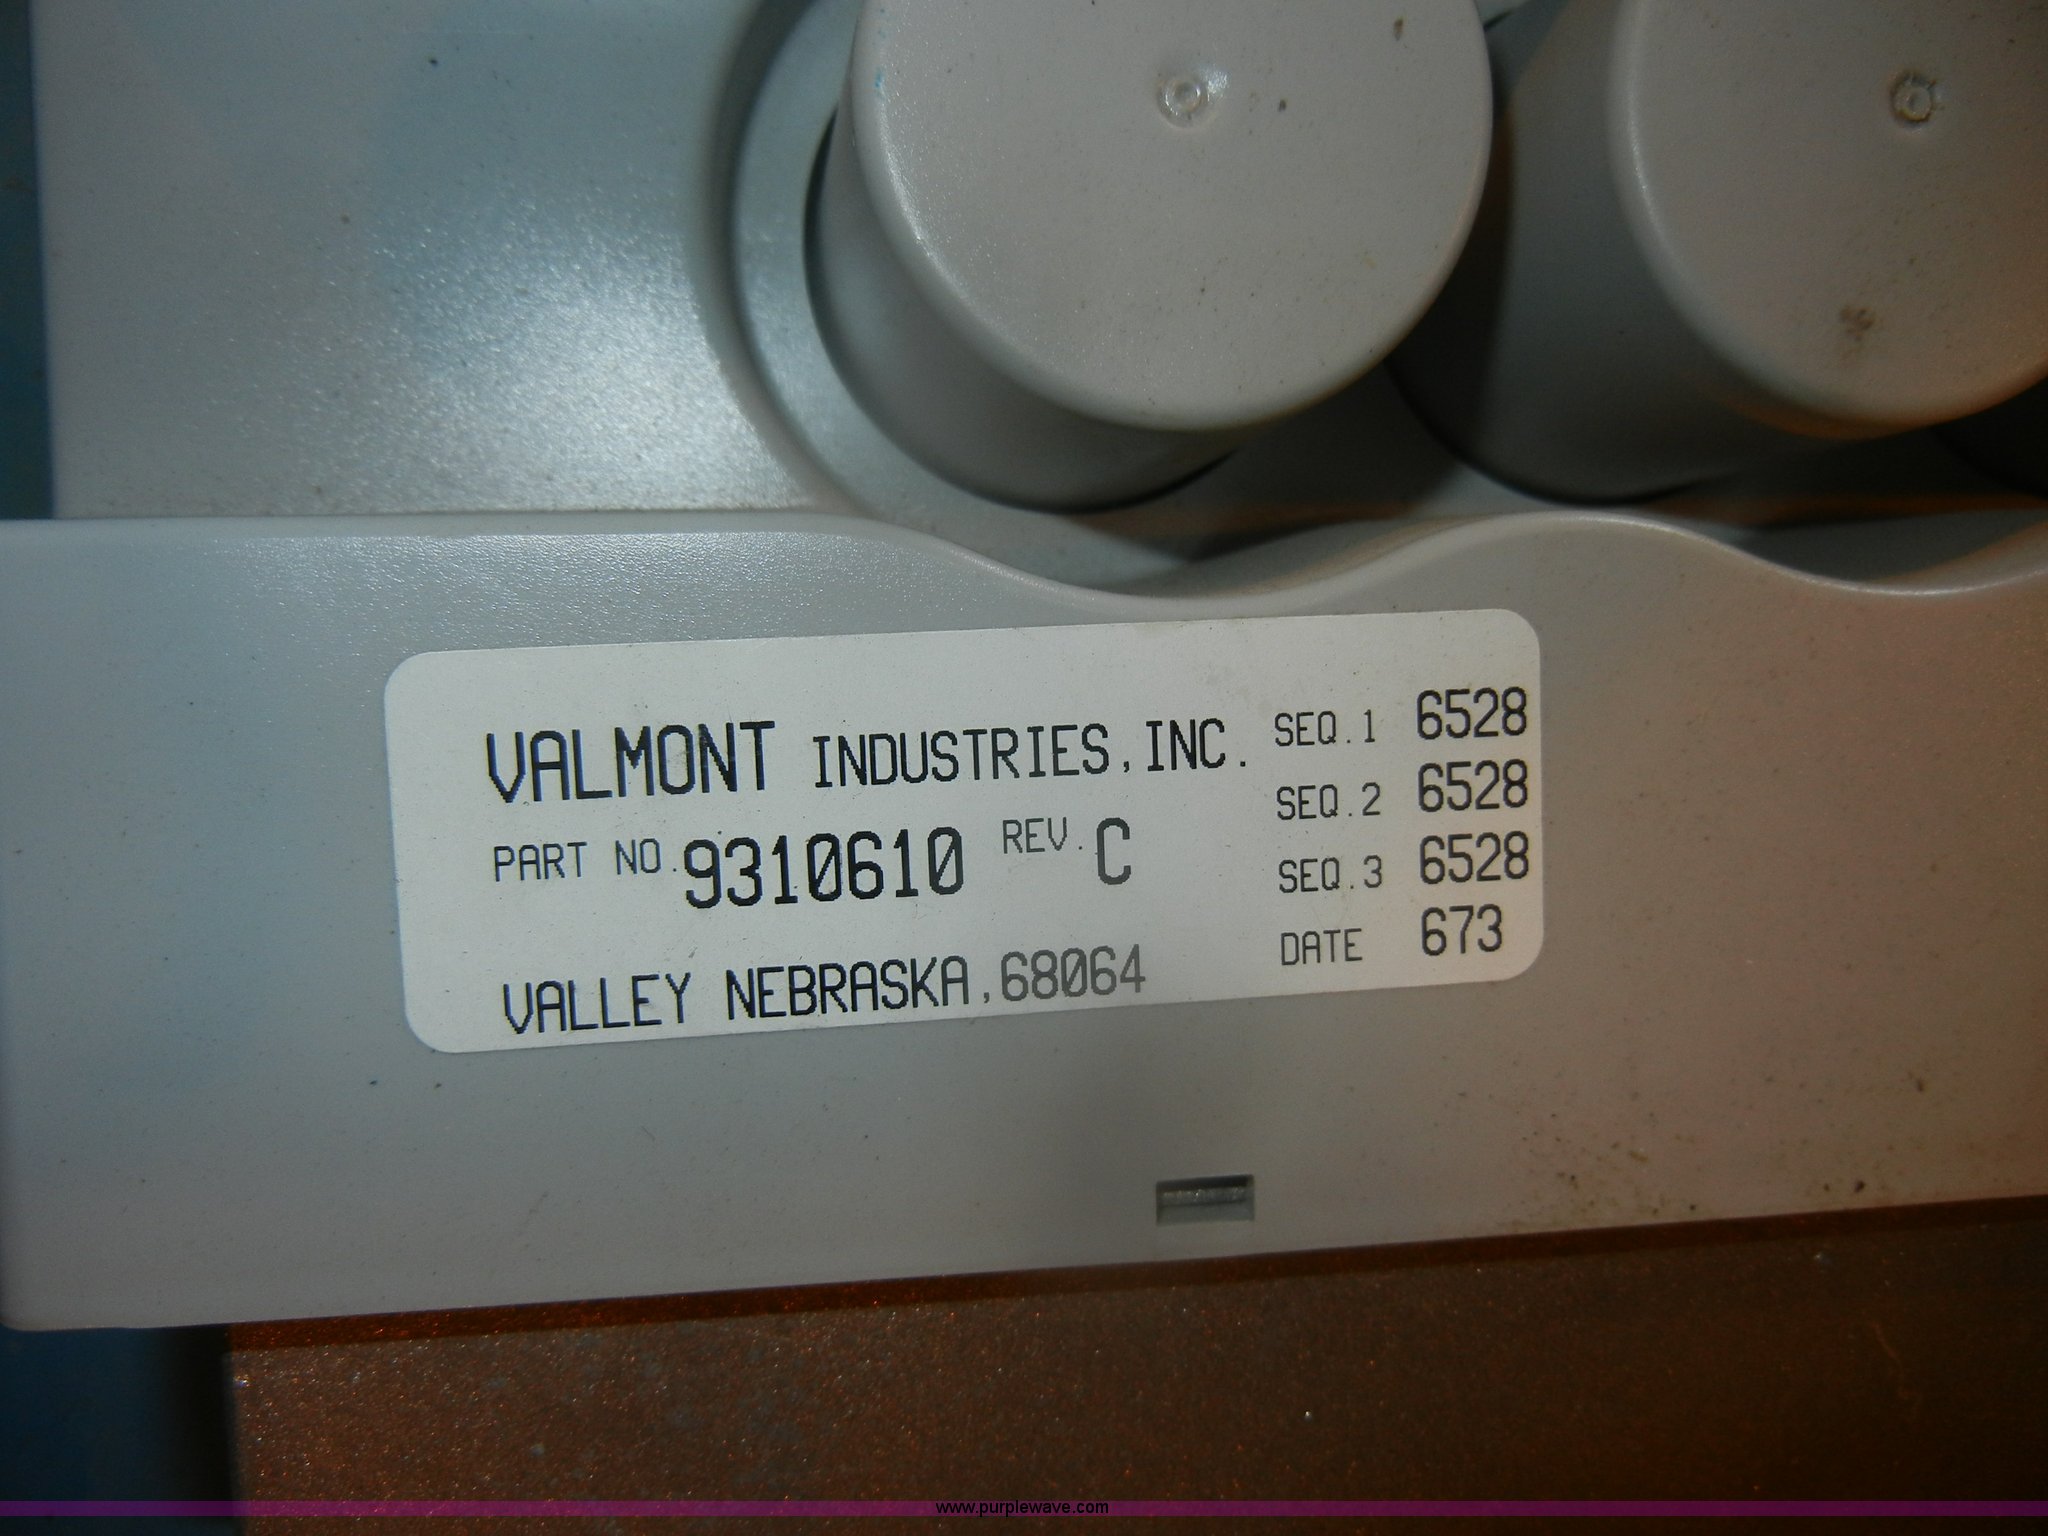 VALMONT INDUSTRIES, INC.
PART NO. 9310610 REV. C
VALLEY NEBRASKA, 68064
SEQ.1 6528
SEQ.2 6528
SEQ.3 6528
DATE 673
www.purplewave.com